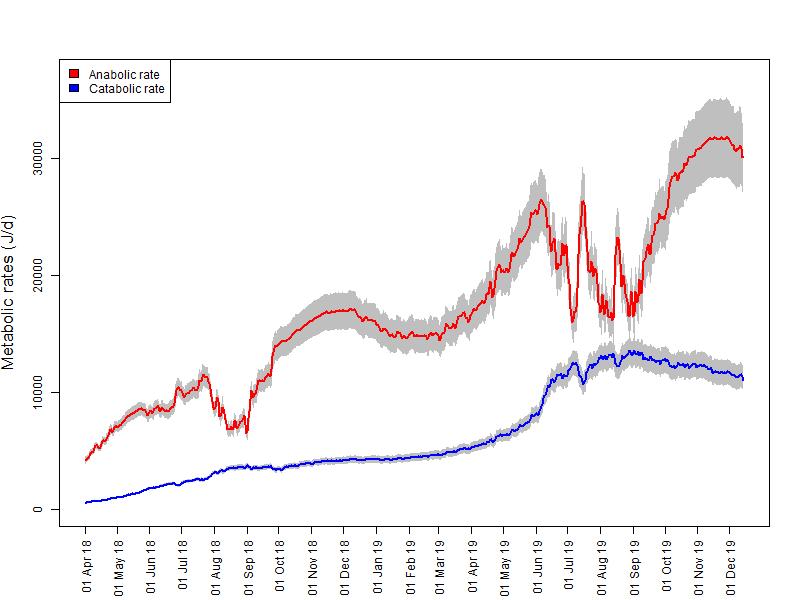 Anabolic rate
Catabolic rate
Metabolic rates (J/d)
30000
20000
10000
0
01 Apr 18
01 May 18
01 Jun 18
01 Jul 18
01 Aug 18
01 Sep 18
01 Oct 18
01 Nov 18
01 Dec 18
01 Jan 19
01 Feb 19
01 Mar 19
01 Apr 19
01 May 19
01 Jun 19
01 Jul 19
01 Aug 19
01 Sep 19
01 Oct 19
01 Nov 19
01 Dec 19